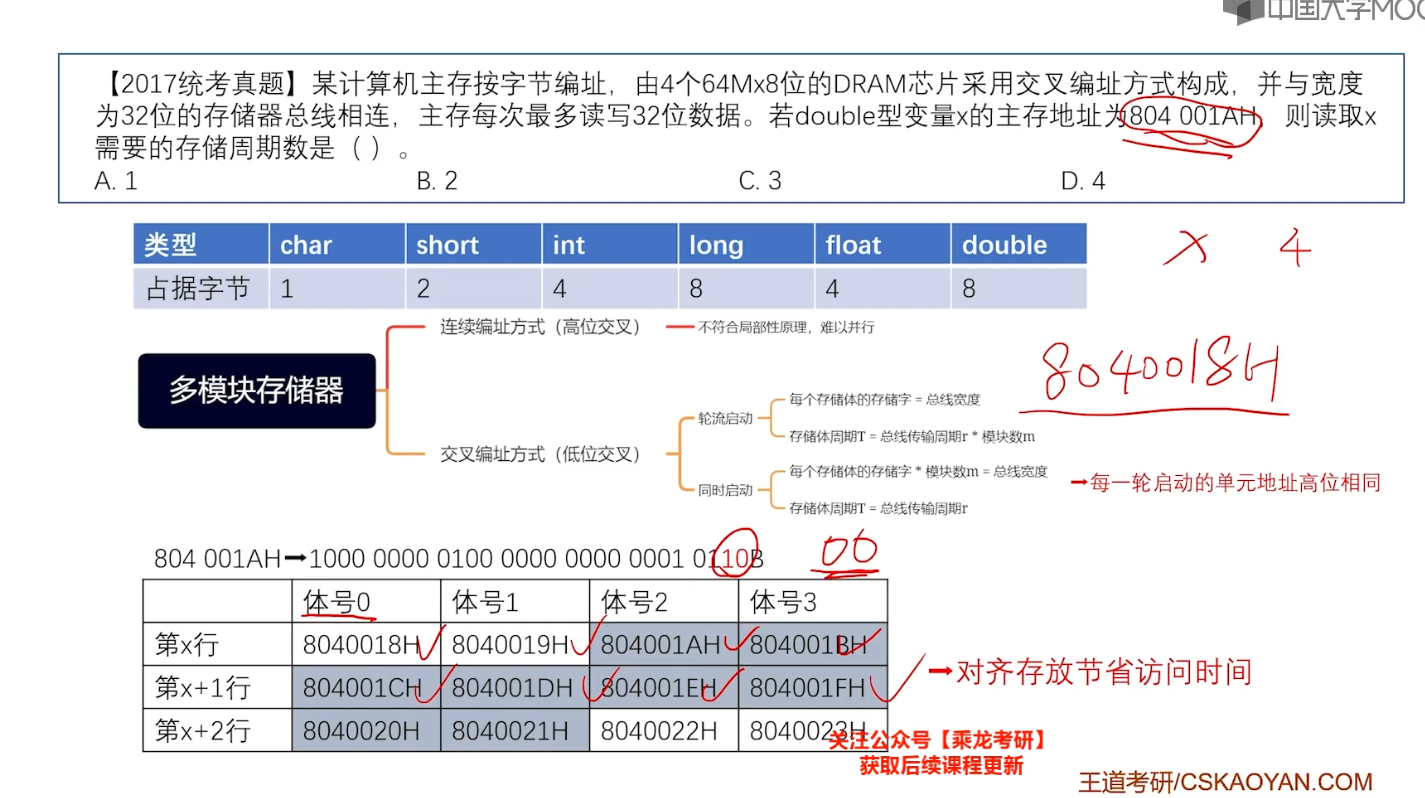 中国大学MOO
【2017统考真题】某计算机主存按字节编址，由4个64Mx8位的DRAM芯片采用交叉编址方式构成，并与宽度
为32位的存储器总线相连，主存每次最多读写32位数据。若double型变量x的主存地址为804 001AH，则读取x
需要的存储周期数是（ ）。
A. 1 B. 2 C. 3 D. 4
类型 char short int long float double
占据字节 1 2 4 8 4 8
x 4
连续编址方式（高位交叉） 不符合局部性原理，难以并行
多模块存储器
8040018H
每个存储体的存储字 = 总线宽度
轮流启动
存储体周期T = 总线传输周期r * 模块数m
交叉编址方式（低位交叉）
每个存储体的存储字 * 模块数m = 总线宽度
同时启动
➞每一轮启动的单元地址高位相同
存储体周期T = 总线传输周期r
804 001AH➞1000 0000 0100 0000 0000 0001 0110B 00
体号0 体号1 体号2 体号3
第x行 8040018H 8040019H 804001AH 804001BH
第x+1行 804001CH 804001DH 804001EH 804001FH
➞对齐存放节省访问时间
第x+2行 8040020H 8040021H 8040022H 8040023H
关注公众号【乘龙考研】
获取后续课程更新
王道考研/CSKAOYAN.COM